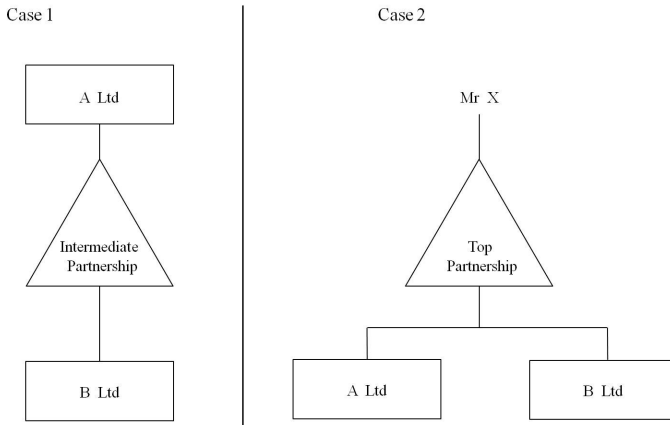 Case 1
A Ltd
Intermediate
Partnership
B Ltd
Case 2
Mr X
Top
Partnership
A Ltd
B Ltd